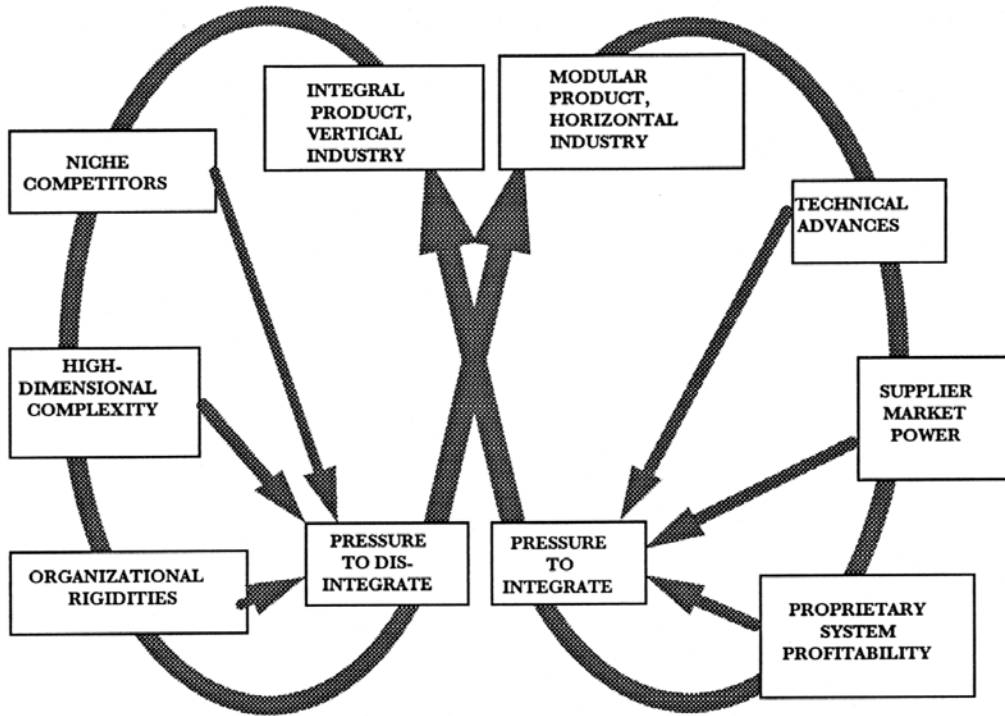 INTEGRAL
PRODUCT,
VERTICAL
INDUSTRY
MODULAR
PRODUCT,
HORIZONTAL
INDUSTRY
NICHE
COMPETITORS
TECHNICAL
ADVANCES
HIGH-
DIMENSIONAL
COMPLEXITY
SUPPLIER
MARKET
POWER
ORGANIZATIONAL
RIGIDITIES
PRESSURE
TO DIS-
INTEGRATE
PRESSURE
TO
INTEGRATE
PROPRIETARY
SYSTEM
PROFITABILITY